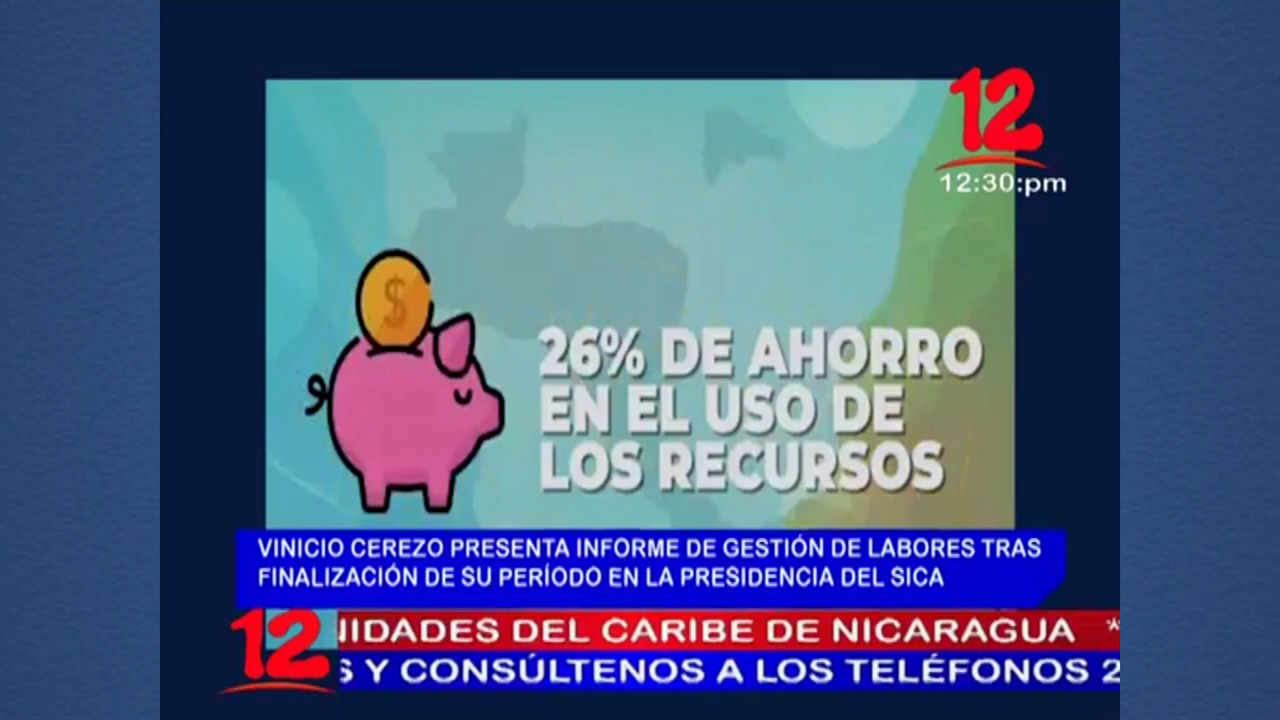 12
12:30:pm
$
26% DE AHORRO
EN EL USO DE
LOS RECURSOS
VINICIO CEREZO PRESENTA INFORME DE GESTIÓN DE LABORES TRAS
FINALIZACIÓN DE SU PERÍODO EN LA PRESIDENCIA DEL SICA
12
NIDADES DEL CARIBE DE NICARAGUA *
S Y CONSÚLTENOS A LOS TELÉFONOS 2